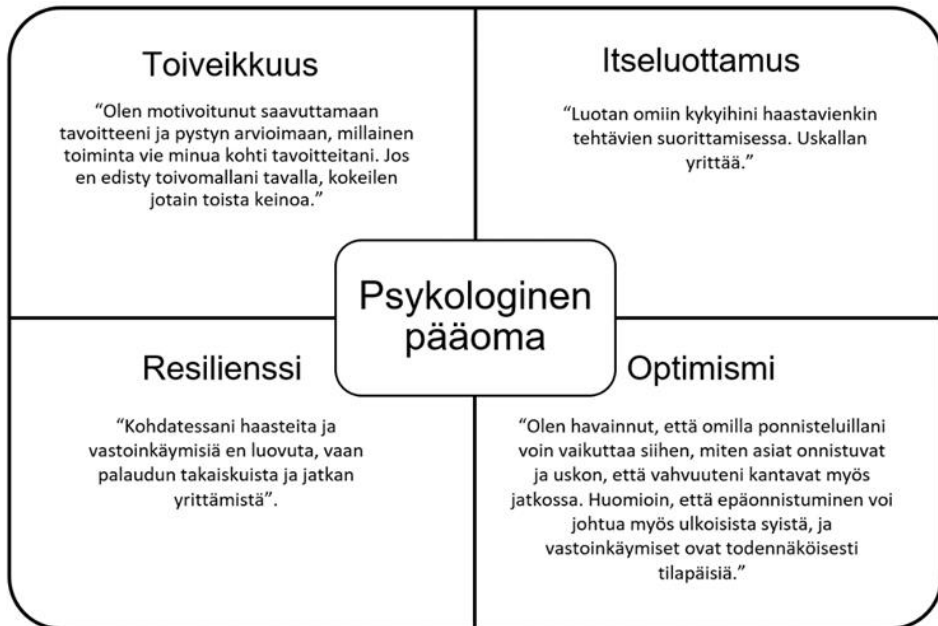 Toiveikkuus
“Olen motivoitunut saavuttamaan
tavoitteeni ja pystyn arvioimaan, millainen
toiminta vie minua kohti tavoitteitani. Jos
en edisty toivomallani tavalla, kokeilen
jotain toista keinoa.”
Itseluottamus
“Luotan omiin kykyihini haastavienkin
tehtävien suorittamisessa. Uskallan
yrittää.”
Psykologinen
pääoma
Resilienssi
“Kohdatessani haasteita ja
vastoinkäymisiä en luovuta, vaan
palaudun takaiskuista ja jatkan
yrittämistä”.
Optimismi
“Olen havainnut, että omilla ponnisteluillani
voin vaikuttaa siihen, miten asiat onnistuvat
ja uskon, että vahvuuteni kantavat myös
jatkossa. Huomioin, että epäonnistuminen voi
johtua myös ulkoisista syistä, ja
vastoinkäymiset ovat todennäköisesti
tilapäisiä.”